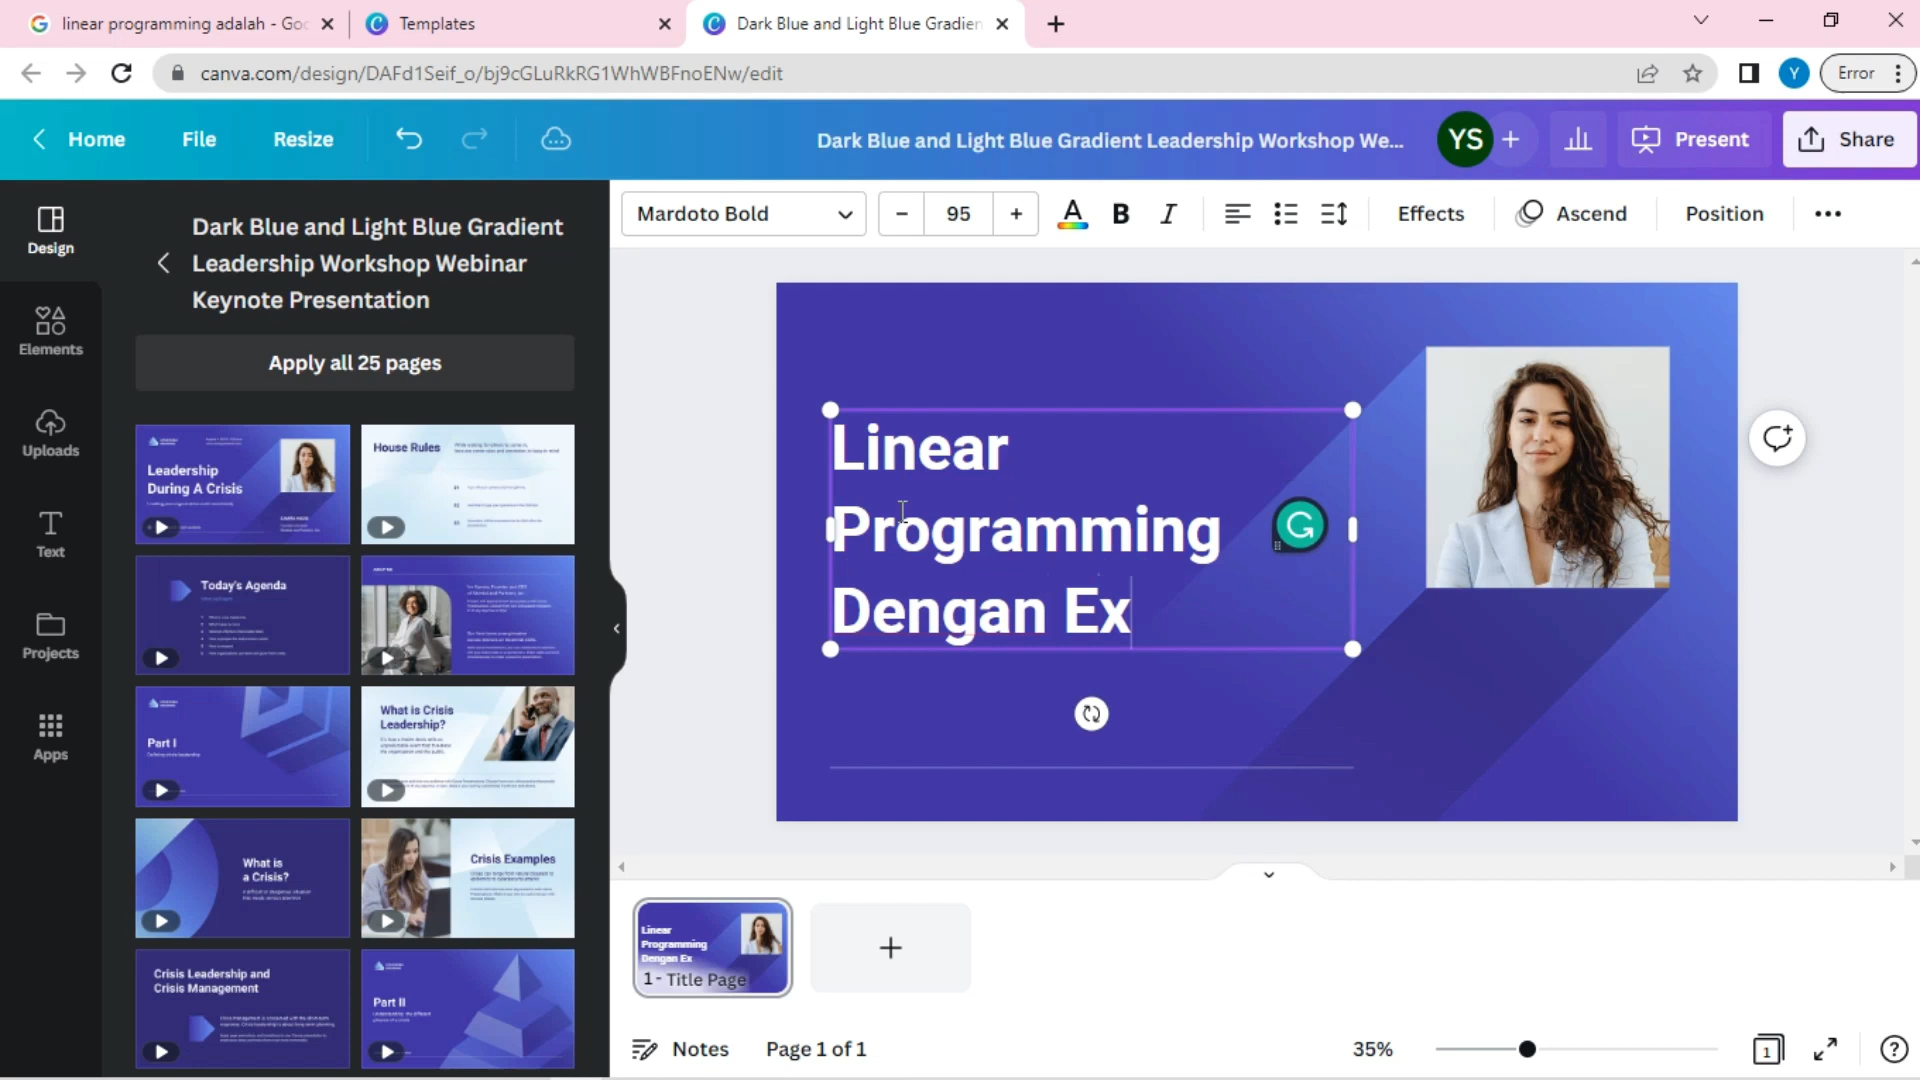 linear programming adalah - Goo
Templates
Dark Blue and Light Blue Gradien
canva.com/design/DAFd1Seif_o/bj9cGLuRkRG1WhWBFnoENw/edit
Y
Error
Home
File
Resize
Dark Blue and Light Blue Gradient Leadership Workshop We...
YS
Present
Share
Design
Elements
Uploads
Text
Projects
Apps
Dark Blue and Light Blue Gradient
Leadership Workshop Webinar
Keynote Presentation
Apply all 25 pages
Leadership
During A Crisis
House Rules
Today's Agenda
Part I
What is Crisis
Leadership?
What is
a Crisis?
Crisis Examples
Crisis Leadership and
Crisis Management
Part II
Mardoto Bold
95
A
B
I
Effects
Ascend
Position
Linear
Programming
Dengan Ex
Linear
Programming
Dengan Ex
1 - Title Page
Notes
Page 1 of 1
35%
1